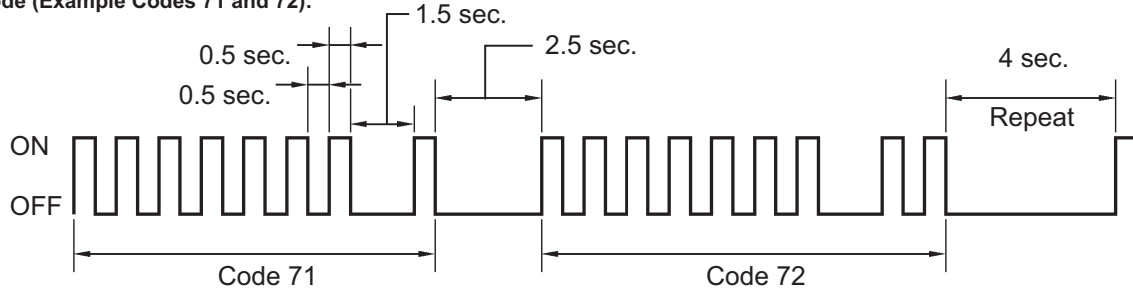 ode (Example Codes 71 and 72):
1.5 sec.
0.5 sec.
2.5 sec.
4 sec.
0.5 sec.
Repeat
ON
OFF
Code 71
Code 72